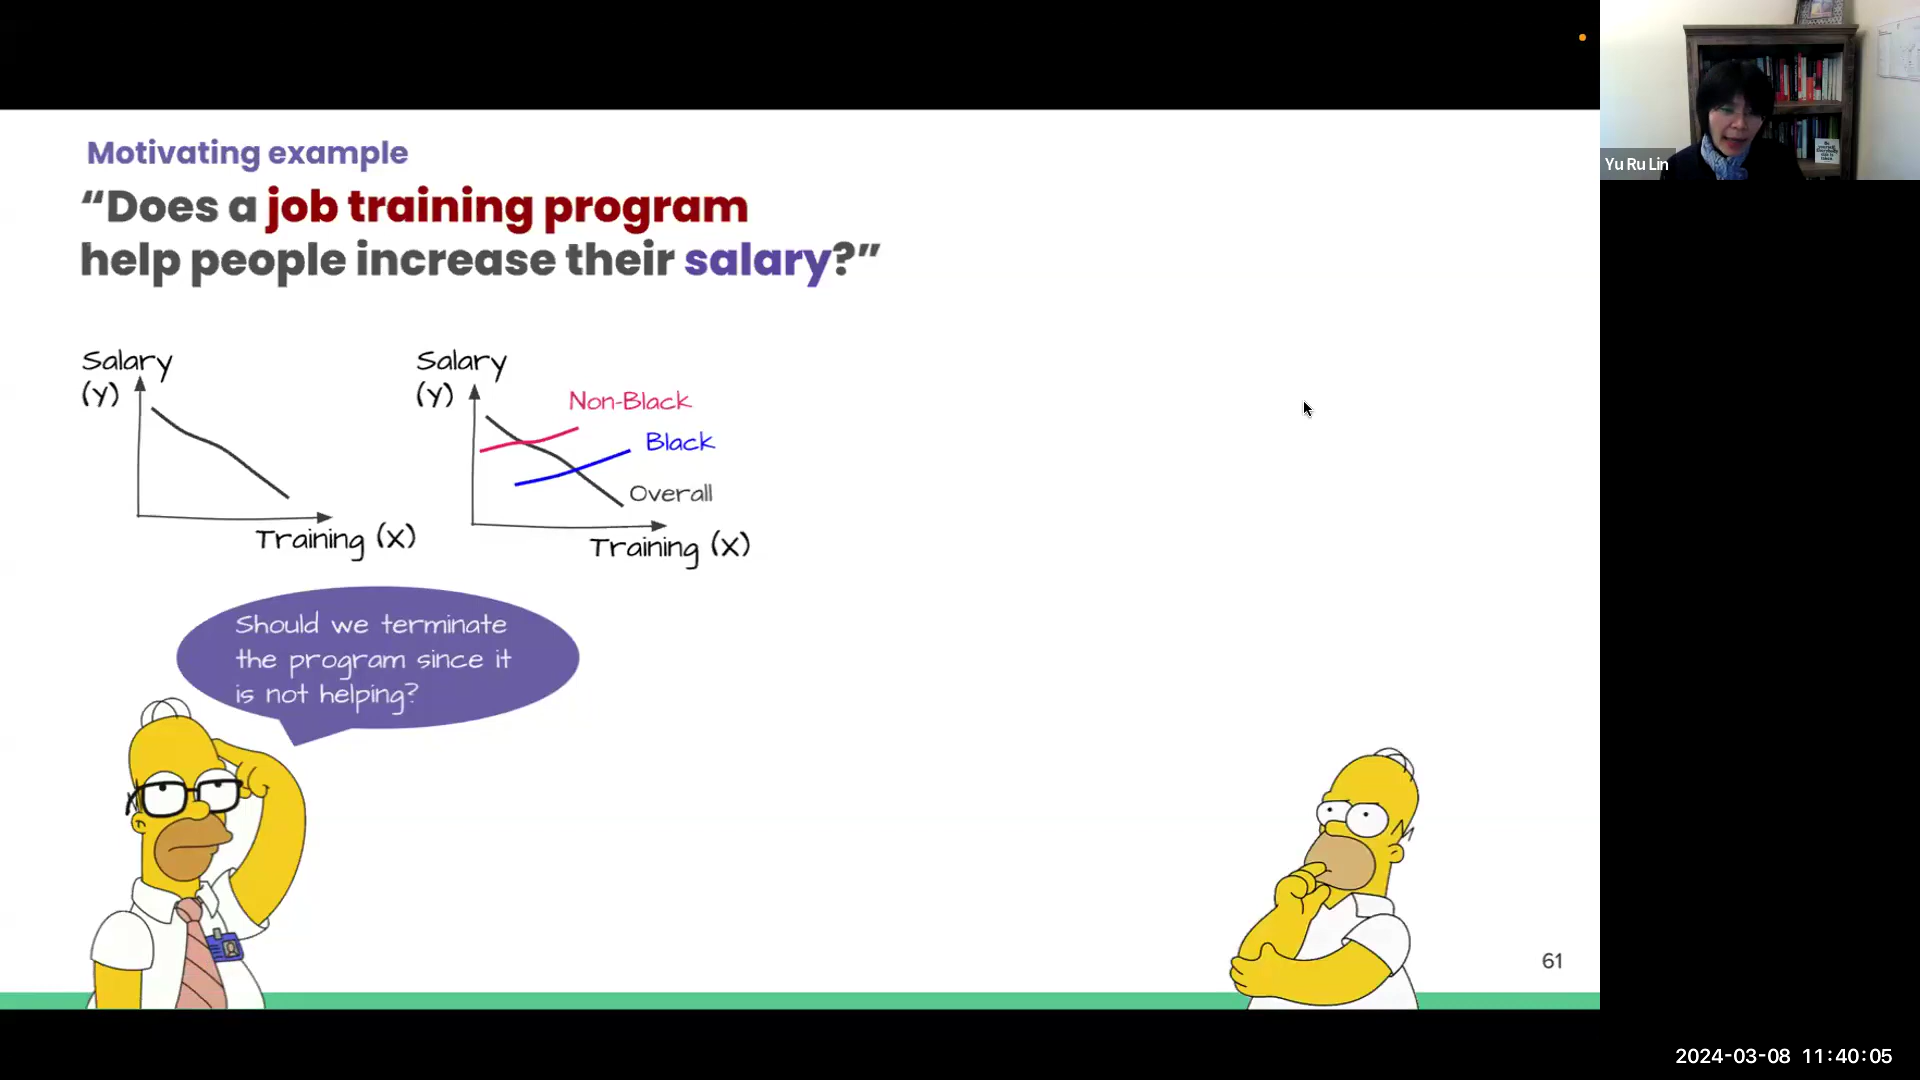 Motivating example
“Does a job training program
help people increase their salary?”
Salary
(Y)
Training (X)
Salary
(Y)
Non-Black
Black
Overall
Training (X)
Should we terminate
the program since it
is not helping?
61
Yu Ru Lin
2024-03-08 11:40:05